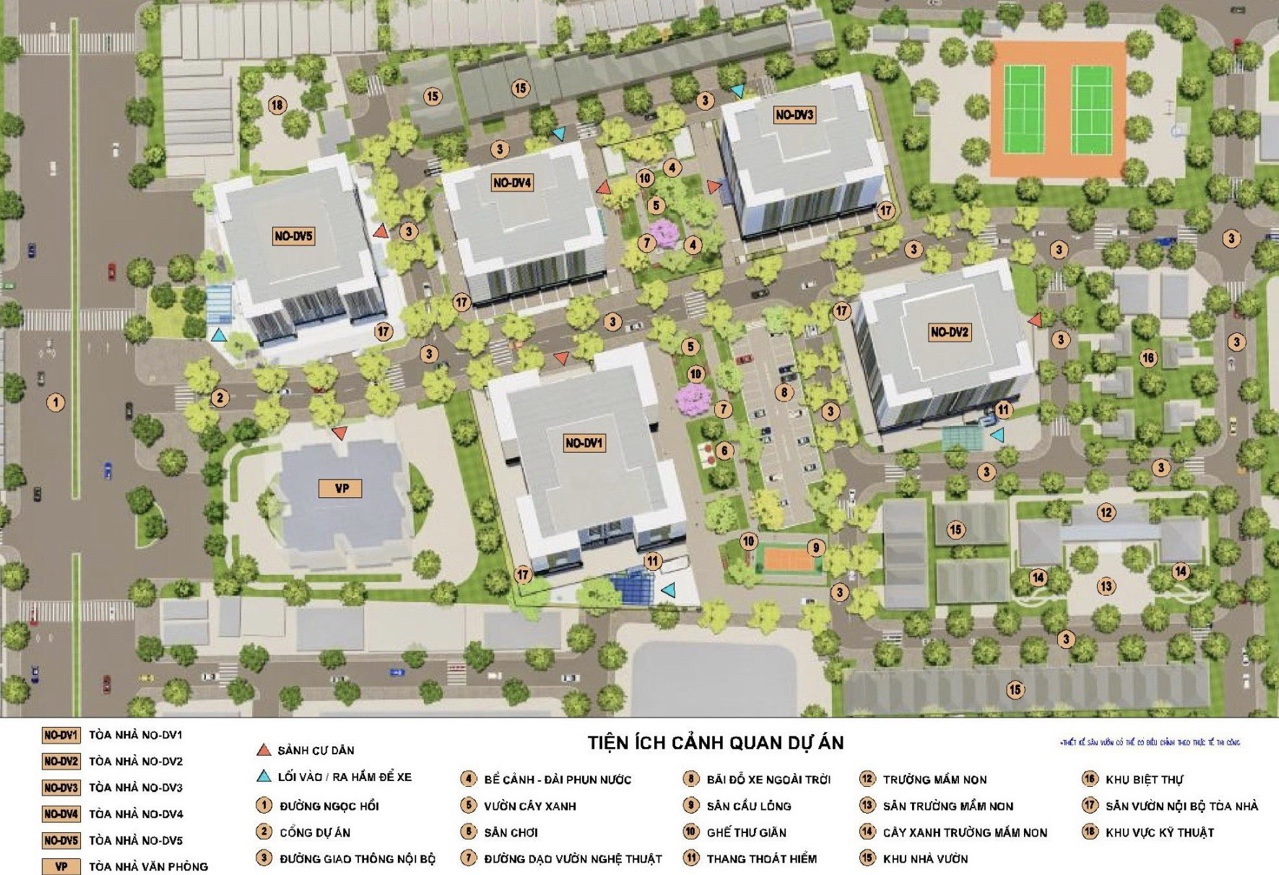 15
15
18
3
NO-DV3
3
NO-DV4
10
4
5
17
NO-DV5
3
7
4
3
3
3
17
17
3
17
NO-DV2
3
3
5
16
1
2
3
10
8
7
3
11
NO-DV1
6
VP
3
3
15
12
10
9
11
17
14
13
14
3
3
15
NO-DV1 TÒA NHÀ NO-DV1
NO-DV2 TÒA NHÀ NO-DV2
NO-DV3 TÒA NHÀ NO-DV3
NO-DV4 TÒA NHÀ NO-DV4
NO-DV5 TÒA NHÀ NO-DV5
VP TÒA NHÀ VĂN PHÒNG
SẢNH CƯ DÂN
LỐI VÀO / RA HẦM ĐỂ XE
1 ĐƯỜNG NGỌC HỒI
2 CỔNG DỰ ÁN
3 ĐƯỜNG GIAO THÔNG NỘI BỘ
TIỆN ÍCH CẢNH QUAN DỰ ÁN
*THIẾT KẾ SÂN VƯỜN CÓ THỂ CÓ ĐIỀU CHỈNH THEO THỰC TẾ THI CÔNG
4 BỂ CẢNH - ĐÀI PHUN NƯỚC
5 VƯỜN CÂY XANH
6 SÂN CHƠI
7 ĐƯỜNG DẠO VƯỜN NGHỆ THUẬT
8 BÃI ĐỖ XE NGOÀI TRỜI
9 SÂN CẦU LÔNG
10 GHẾ THƯ GIÃN
11 THANG THOÁT HIỂM
12 TRƯỜNG MẦM NON
13 SÂN TRƯỜNG MẦM NON
14 CÂY XANH TRƯỜNG MẦM NON
15 KHU NHÀ VƯỜN
16 KHU BIỆT THỰ
17 SÂN VƯỜN NỘI BỘ TÒA NHÀ
18 KHU VỰC KỸ THUẬT